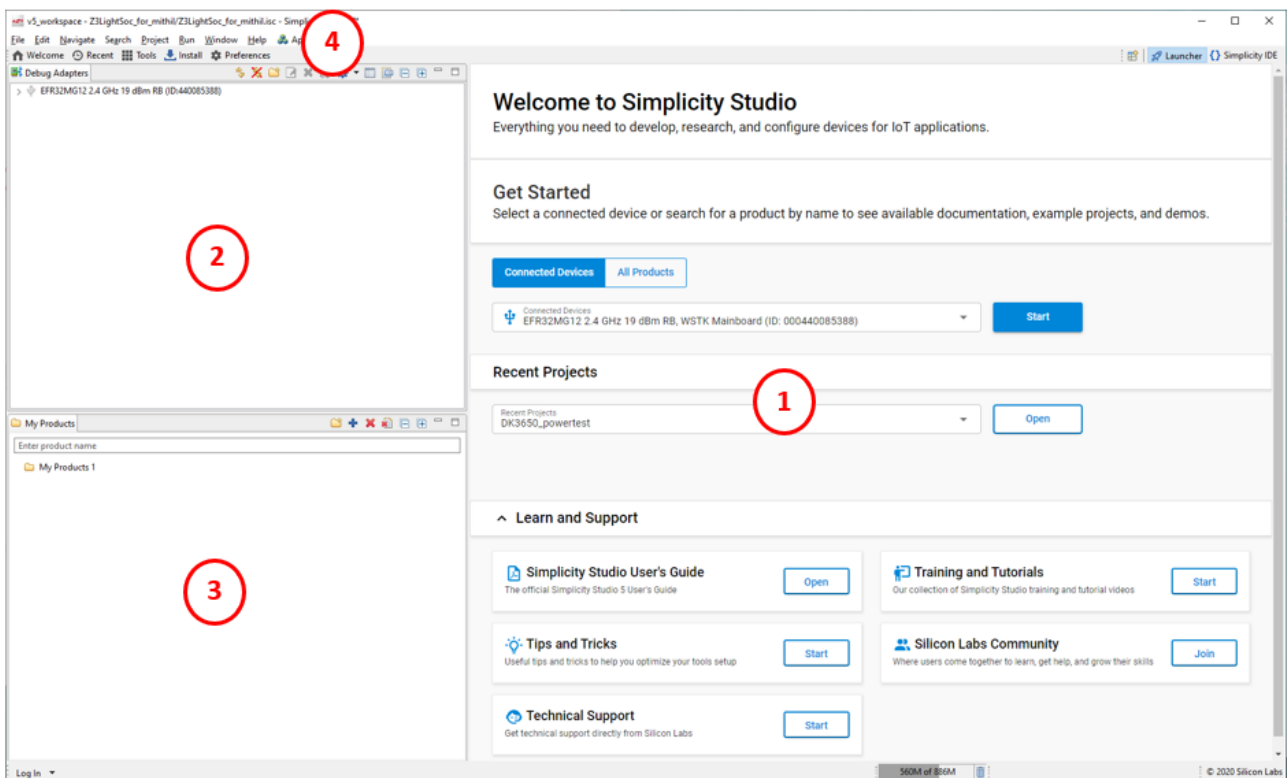 v5_workspace - Z3LightSoc_for_mithil/Z3LightSoc_for_mithil.isc -
4
File Edit Navigate Search Project Run Window Help
Welcome Recent Tools Install Preferences
Launcher Simplicity IDE
Debug Adapters
EFR32MG12 2.4 GHz 19 dBm RB (ID:440085388)
2
My Products
Enter product name
My Products 1
3
Welcome to Simplicity Studio
Everything you need to develop, research, and configure devices for IoT applications.
Get Started
Select a connected device or search for a product by name to see available documentation, example projects, and demos.
Connected Devices All Products
Connected Devices
EFR32MG12 2.4 GHz 19 dBm RB, WSTK Mainboard (ID: 000440085388)
Start
Recent Projects
1
Recent Projects
DK3650_powertest
Open
Learn and Support
Simplicity Studio User's Guide
The official Simplicity Studio 5 User's Guide
Open
Training and Tutorials
Our collection of Simplicity Studio training and tutorial videos
Start
Tips and Tricks
Useful tips and tricks to help you optimize your tools setup
Start
Silicon Labs Community
Where users come together to learn, get help, and grow their skills
Join
Technical Support
Get technical support directly from Silicon Labs
Start
Log In
560M of 886M
© 2020 Silicon Labs